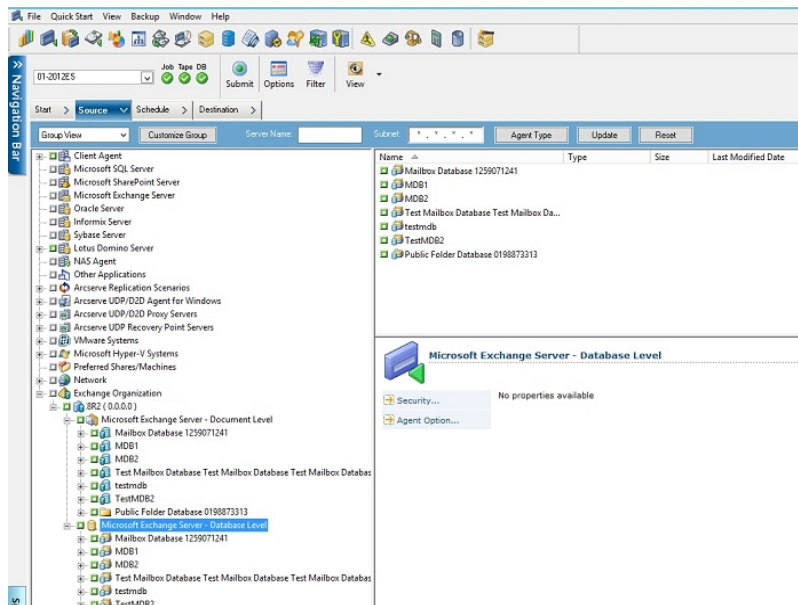 File Quick Start View Backup Window Help
01-2012ES Job Tape DB Submit Options Filter View
Start > Source Schedule > Destination >
Group View Customize Group Server Name: Subnet: * . * . * . * Agent Type Update Reset
Navigation Bar
Client Agent
Microsoft SQL Server
Microsoft SharePoint Server
Microsoft Exchange Server
Oracle Server
Informix Server
Sybase Server
Lotus Domino Server
NAS Agent
Other Applications
Arcserve Replication Scenarios
Arcserve UDP/D2D Agent for Windows
Arcserve UDP/D2D Proxy Servers
Arcserve UDP Recovery Point Servers
VMware Systems
Microsoft Hyper-V Systems
Preferred Shares/Machines
Network
Exchange Organization
8R2 ( 0.0.0.0 )
Microsoft Exchange Server - Document Level
Mailbox Database 1259071241
MDB1
MDB2
Test Mailbox Database Test Mailbox Database Test Mailbox Databas
testmdb
TestMDB2
Public Folder Database 0198873313
Microsoft Exchange Server - Database Level
Mailbox Database 1259071241
MDB1
MDB2
Test Mailbox Database Test Mailbox Database Test Mailbox Databas
testmdb
TestMDB2
Name Type Size Last Modified Date
Mailbox Database 1259071241
MDB1
MDB2
Test Mailbox Database Test Mailbox Da...
testmdb
TestMDB2
Public Folder Database 0198873313
Microsoft Exchange Server - Database Level
Security... No properties available
Agent Option...